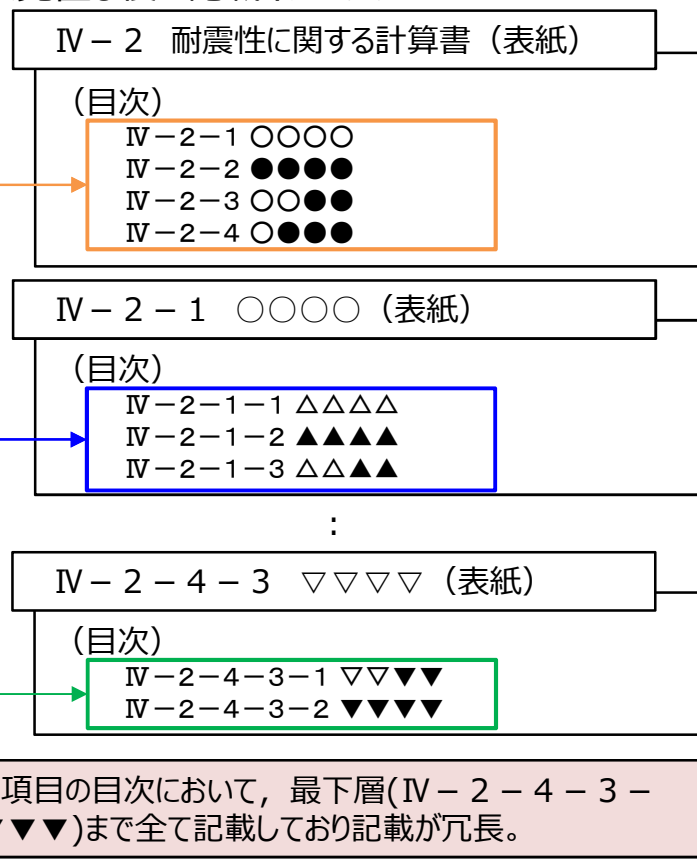 Ⅳ－２　耐震性に関する計算書（表紙）
（目次）
Ⅳ－２－１ ○○○○
Ⅳ－２－２ ●●●●
Ⅳ－２－３ ○○●●
Ⅳ－２－４ ○●●●
Ⅳ－２－１　○○○○（表紙）
（目次）
Ⅳ－２－１－１ △△△△
Ⅳ－２－１－２ ▲▲▲▲
Ⅳ－２－１－３ △△▲▲
：
Ⅳ－２－４－３　▽▽▽▽（表紙）
（目次）
Ⅳ－２－４－３－１ ▽▽▼▼
Ⅳ－２－４－３－２ ▼▼▼▼
項目の目次において，最下層(Ⅳ－２－４－３－
▼▼)まで全て記載しており記載が冗長。